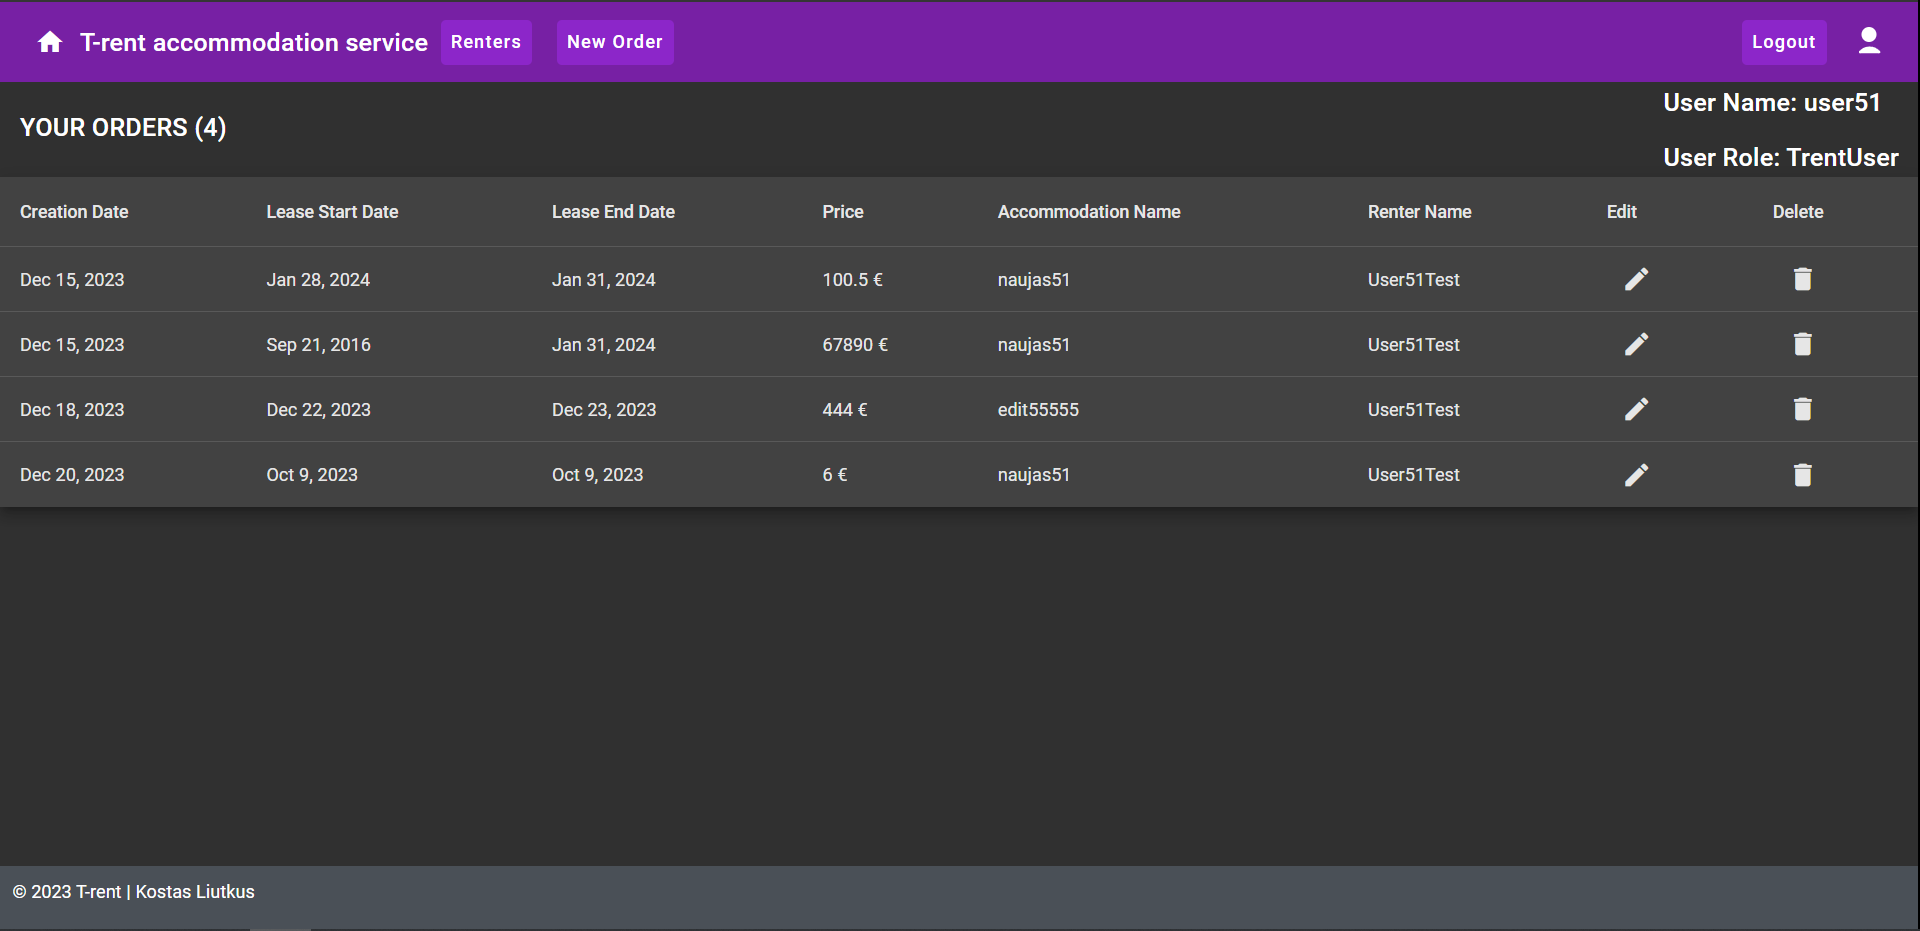 T-rent accommodation service Renters New Order Logout
User Name: user51
YOUR ORDERS (4)
User Role: TrentUser
Creation Date Lease Start Date Lease End Date Price Accommodation Name Renter Name Edit Delete
Dec 15, 2023 Jan 28, 2024 Jan 31, 2024 100.5 € naujas51 User51Test
Dec 15, 2023 Sep 21, 2016 Jan 31, 2024 67890 € naujas51 User51Test
Dec 18, 2023 Dec 22, 2023 Dec 23, 2023 444 € edit55555 User51Test
Dec 20, 2023 Oct 9, 2023 Oct 9, 2023 6 € naujas51 User51Test
© 2023 T-rent | Kostas Liutkus